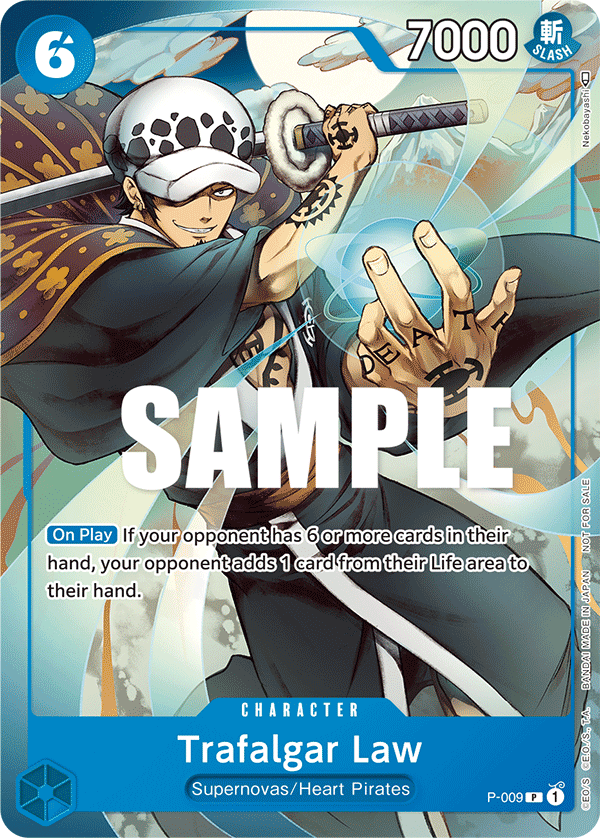 6
7000
斬
SLASH
Nekobayashi
DEATH
SAMPLE
On Play If your opponent has 6 or more cards in their
hand, your opponent adds 1 card from their Life area to
their hand.
CHARACTER
Trafalgar Law
Supernovas/Heart Pirates
P-009 P 1
©EO/S ©EO/S., T.A. BANDAI MADE IN JAPAN NOT FOR SALE